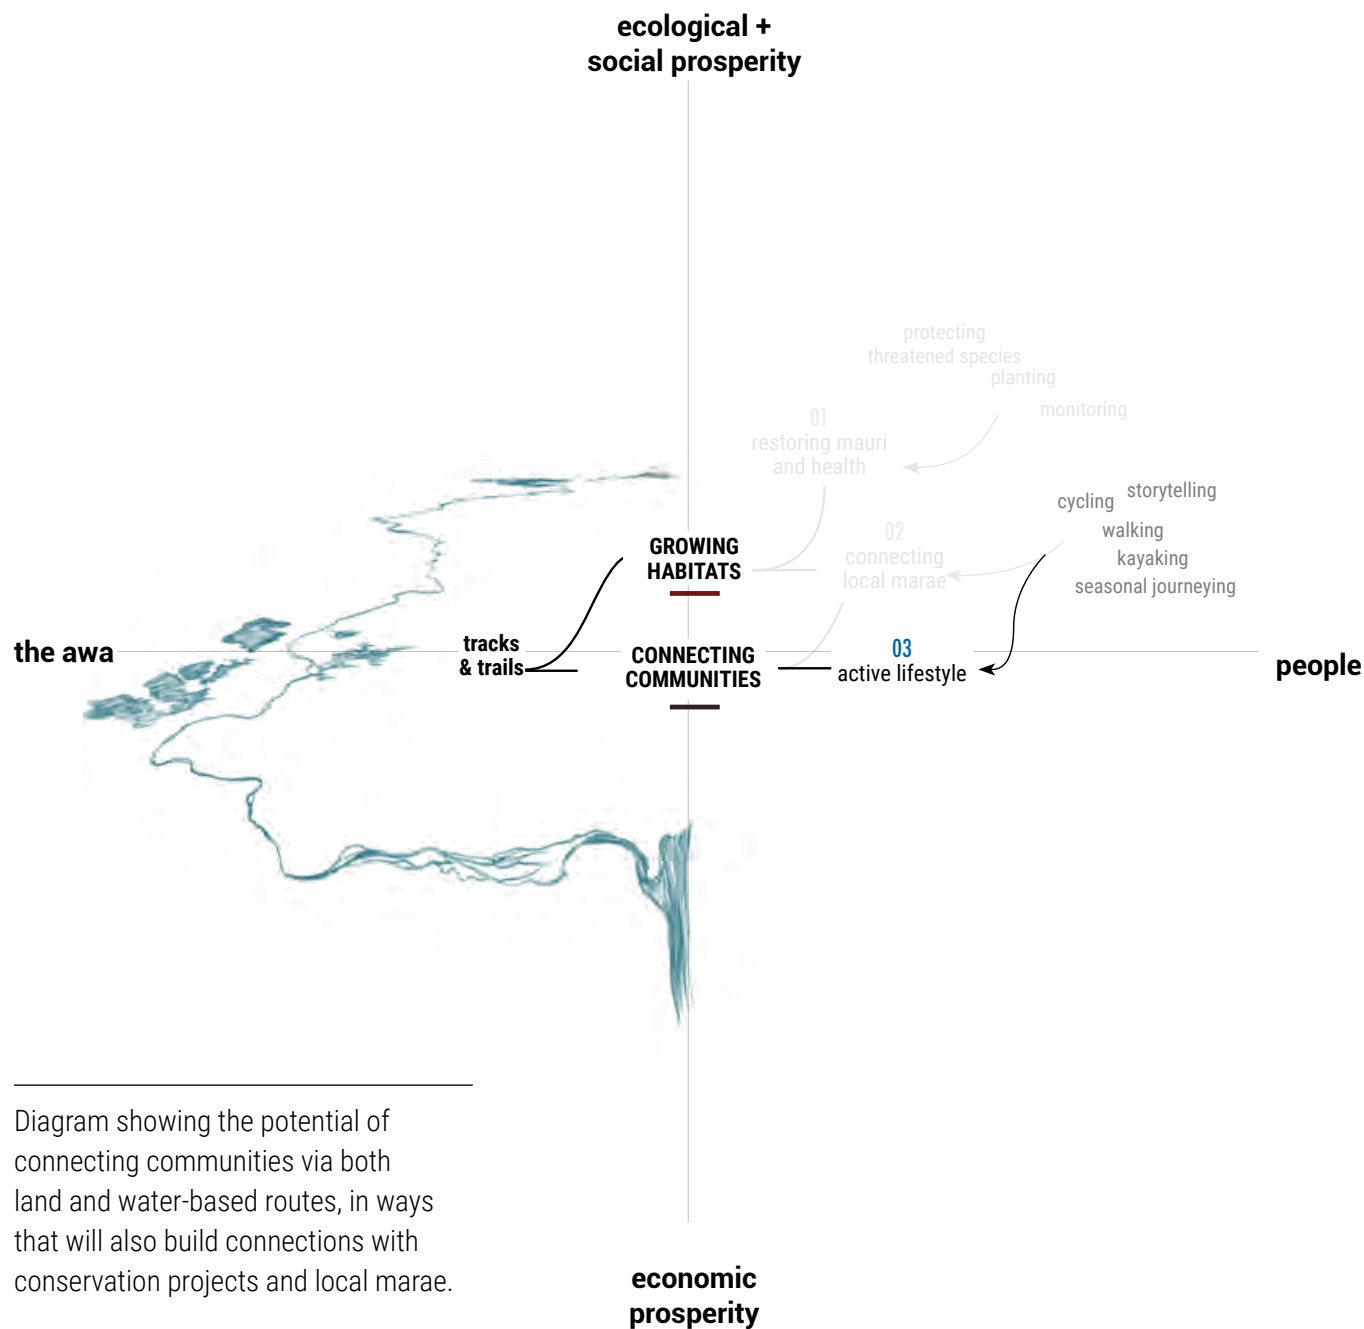 ecological +
social prosperity
protecting
threatened species
planting
monitoring
01
restoring mauri
and health
storytelling
cycling
walking
kayaking
seasonal journeying
02
connecting
local marae
GROWING
HABITATS
the awa
tracks
& trails
CONNECTING
COMMUNITIES
03
active lifestyle
people
Diagram showing the potential of
connecting communities via both
land and water-based routes, in ways
that will also build connections with
conservation projects and local marae.
economic
prosperity